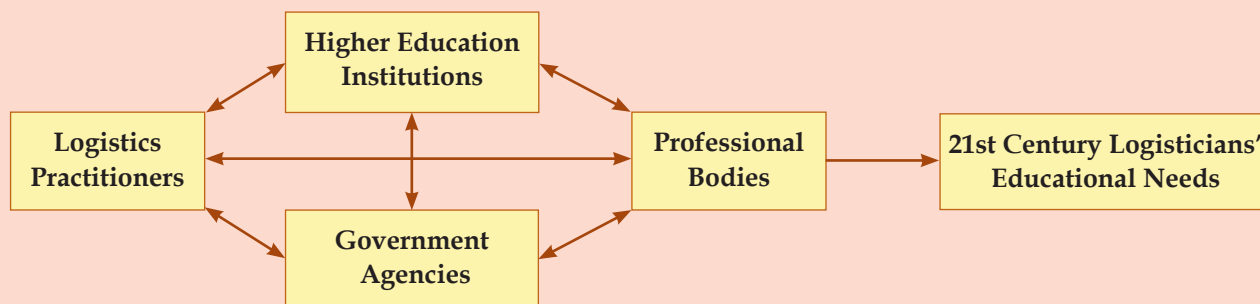 Higher Education
Institutions
Logistics
Practitioners
Professional
Bodies
21st Century Logisticians’
Educational Needs
Government
Agencies